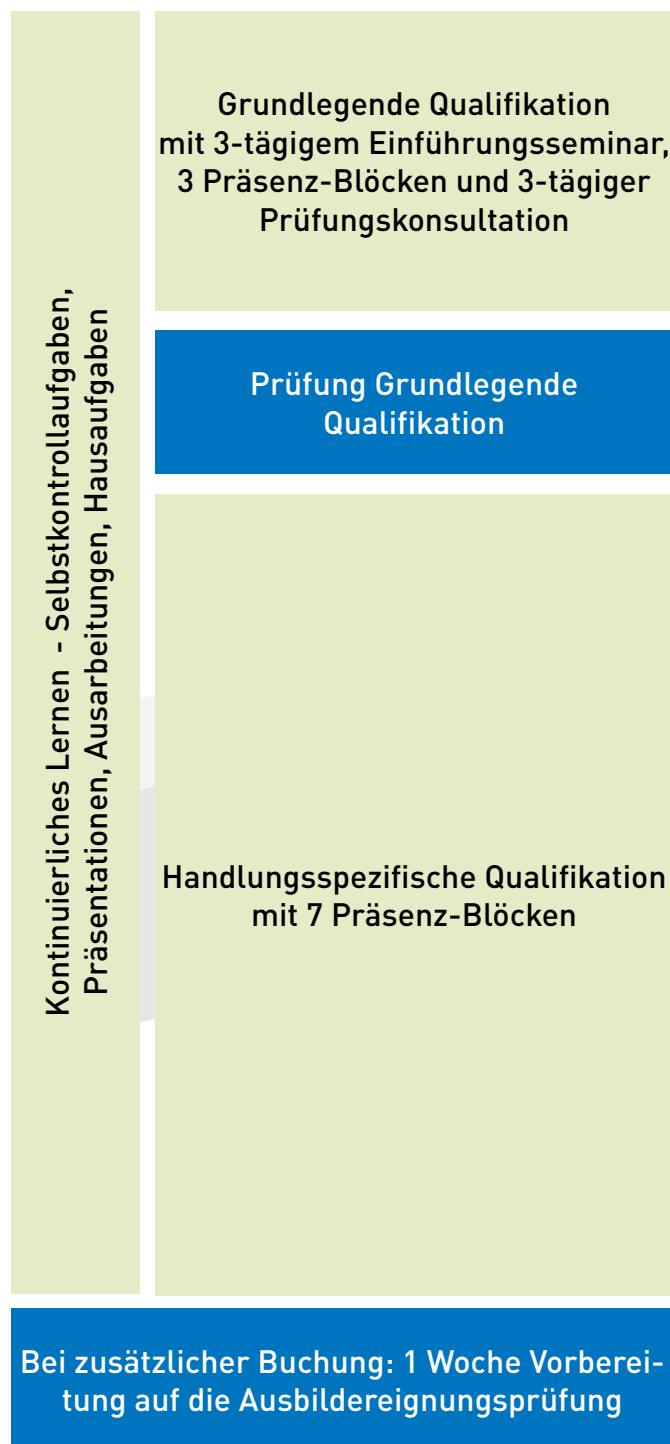 Grundlegende Qualifikation
mit 3-tägigem Einführungsseminar,
3 Präsenz-Blöcken und 3-tägiger
Prüfungskonsultation
Kontinuierliches Lernen - Selbstkontrollaufgaben,
Präsentationen, Ausarbeitungen, Hausaufgaben
Prüfung Grundlegende
Qualifikation
Handlungsspezifische Qualifikation
mit 7 Präsenz-Blöcken
Bei zusätzlicher Buchung: 1 Woche Vorberei-
tung auf die Ausbildereignungsprüfung